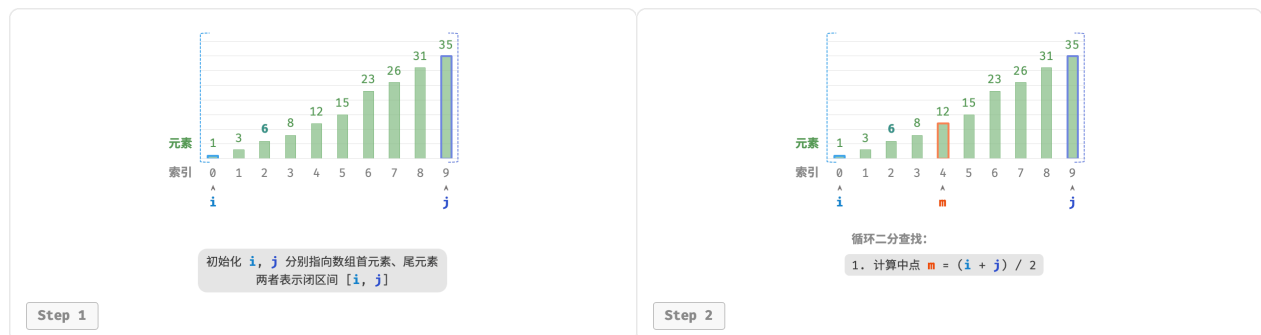 35
31
26
23
15
12
8
6
3
元素 1
索引 0 1 2 3 4 5 6 7 8 9
i j
初始化 i, j 分别指向数组首元素、尾元素
两者表示闭区间 [i, j]
Step 1
35
31
26
23
15
12
8
6
3
元素 1
索引 0 1 2 3 4 5 6 7 8 9
i m j
循环二分查找:
1. 计算中点 m = (i + j) / 2
Step 2